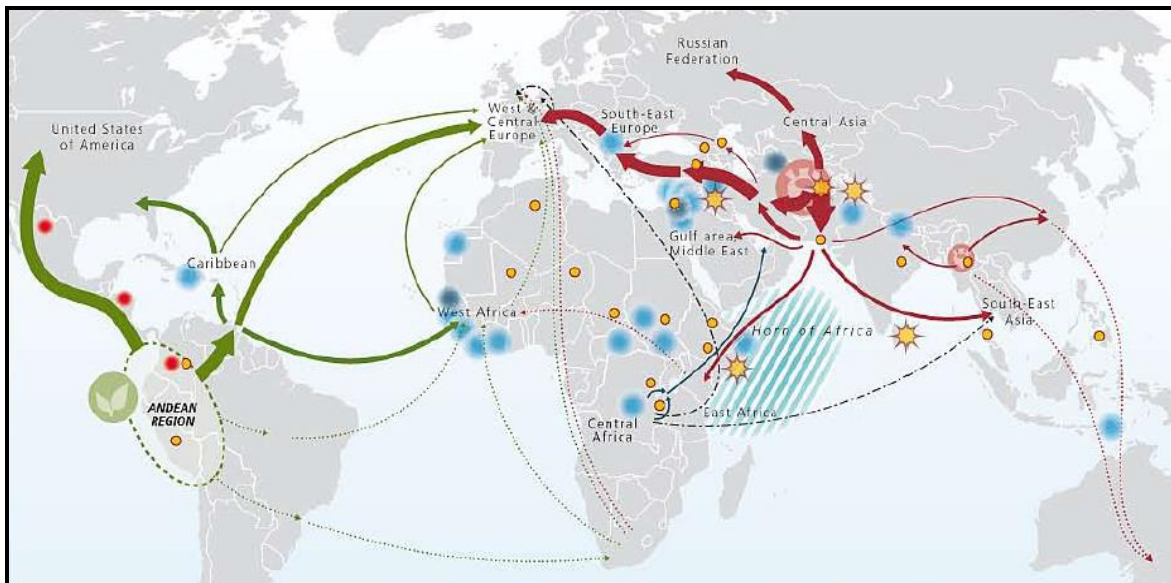 Russian
Federation
United States
of America
West &
Central
Europe
South-East
Europe
Central Asia
Caribbean
Gulf area,
Middle East
West Africa
South-East
Asia
Horn of Africa
ANDEAN
REGION
East Africa
Central
Africa